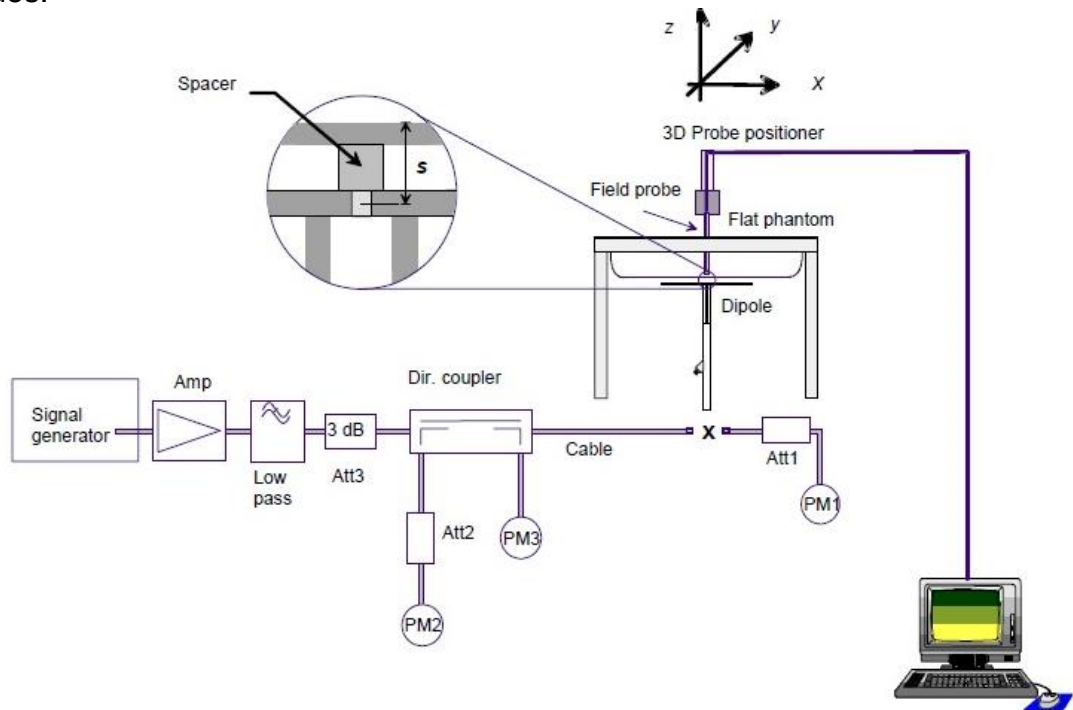 z
y
X
Spacer
s
3D Probe positioner
Field probe
Flat phantom
Dipole
Signal
generator
Amp
Low
pass
3 dB
Att3
Dir. coupler
Cable
x
Att1
PM1
Att2
PM3
PM2